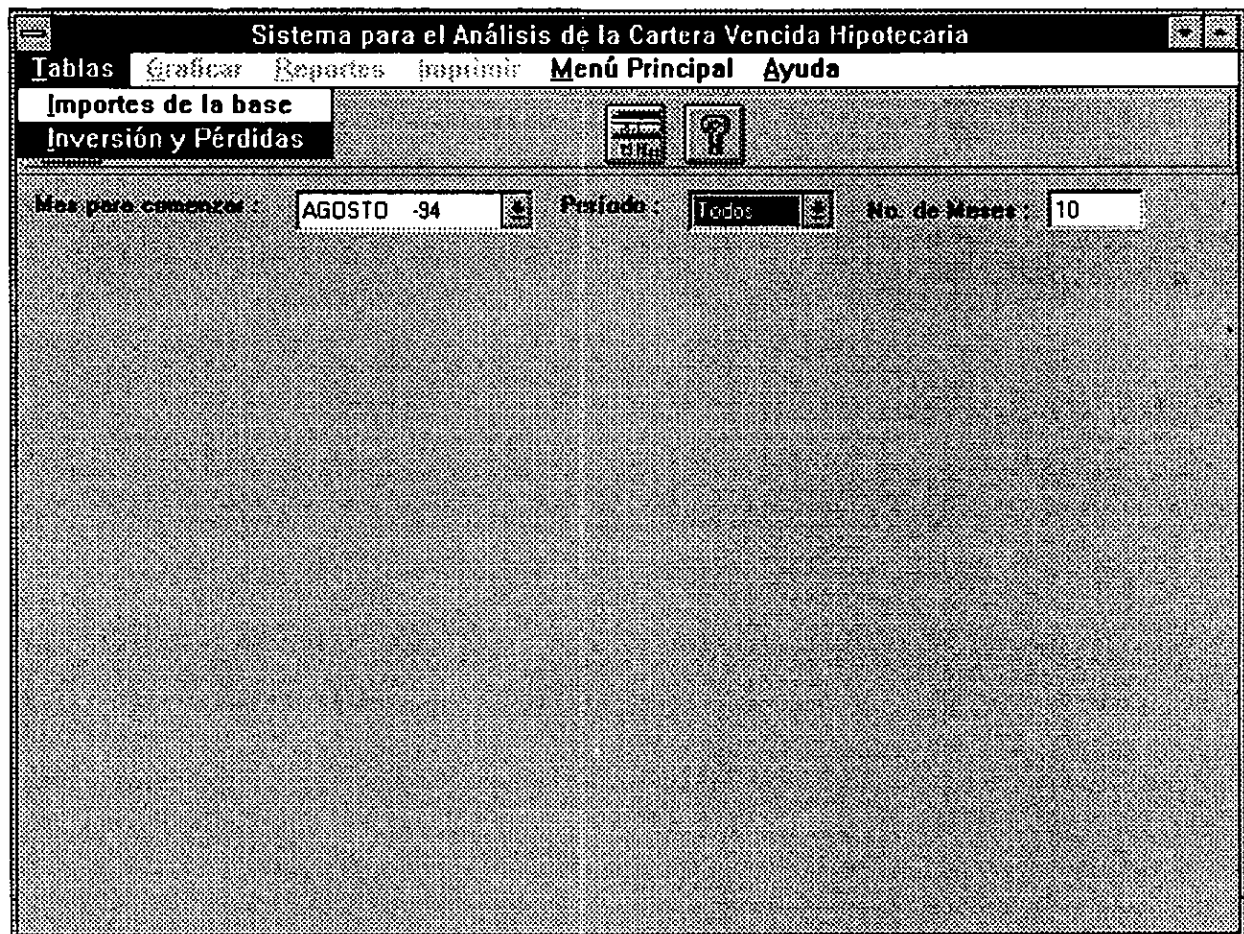 Sistema para el Análisis de la Cartera Vencida Hipotecaria
Tablas Graficar Reportes Imprimir Menú Principal Ayuda
Importes de la base
Inversión y Pérdidas
Mes para comenzar : AGOSTO -94 Periodo : Todos No. de Meses : 10